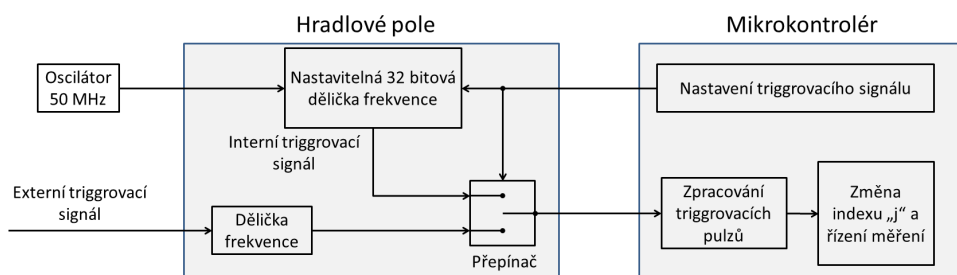 Hradlové pole
Mikrokontrolér
Oscilátor
50 MHz
Nastavitelná 32 bitová
dělička frekvence
Nastavení triggrovacího signálu
Interní triggrovací
signál
Externí triggrovací
signál
Dělička
frekvence
Přepínač
Zpracování
triggrovacích
pulzů
Změna
indexu „j“ a
řízení měření